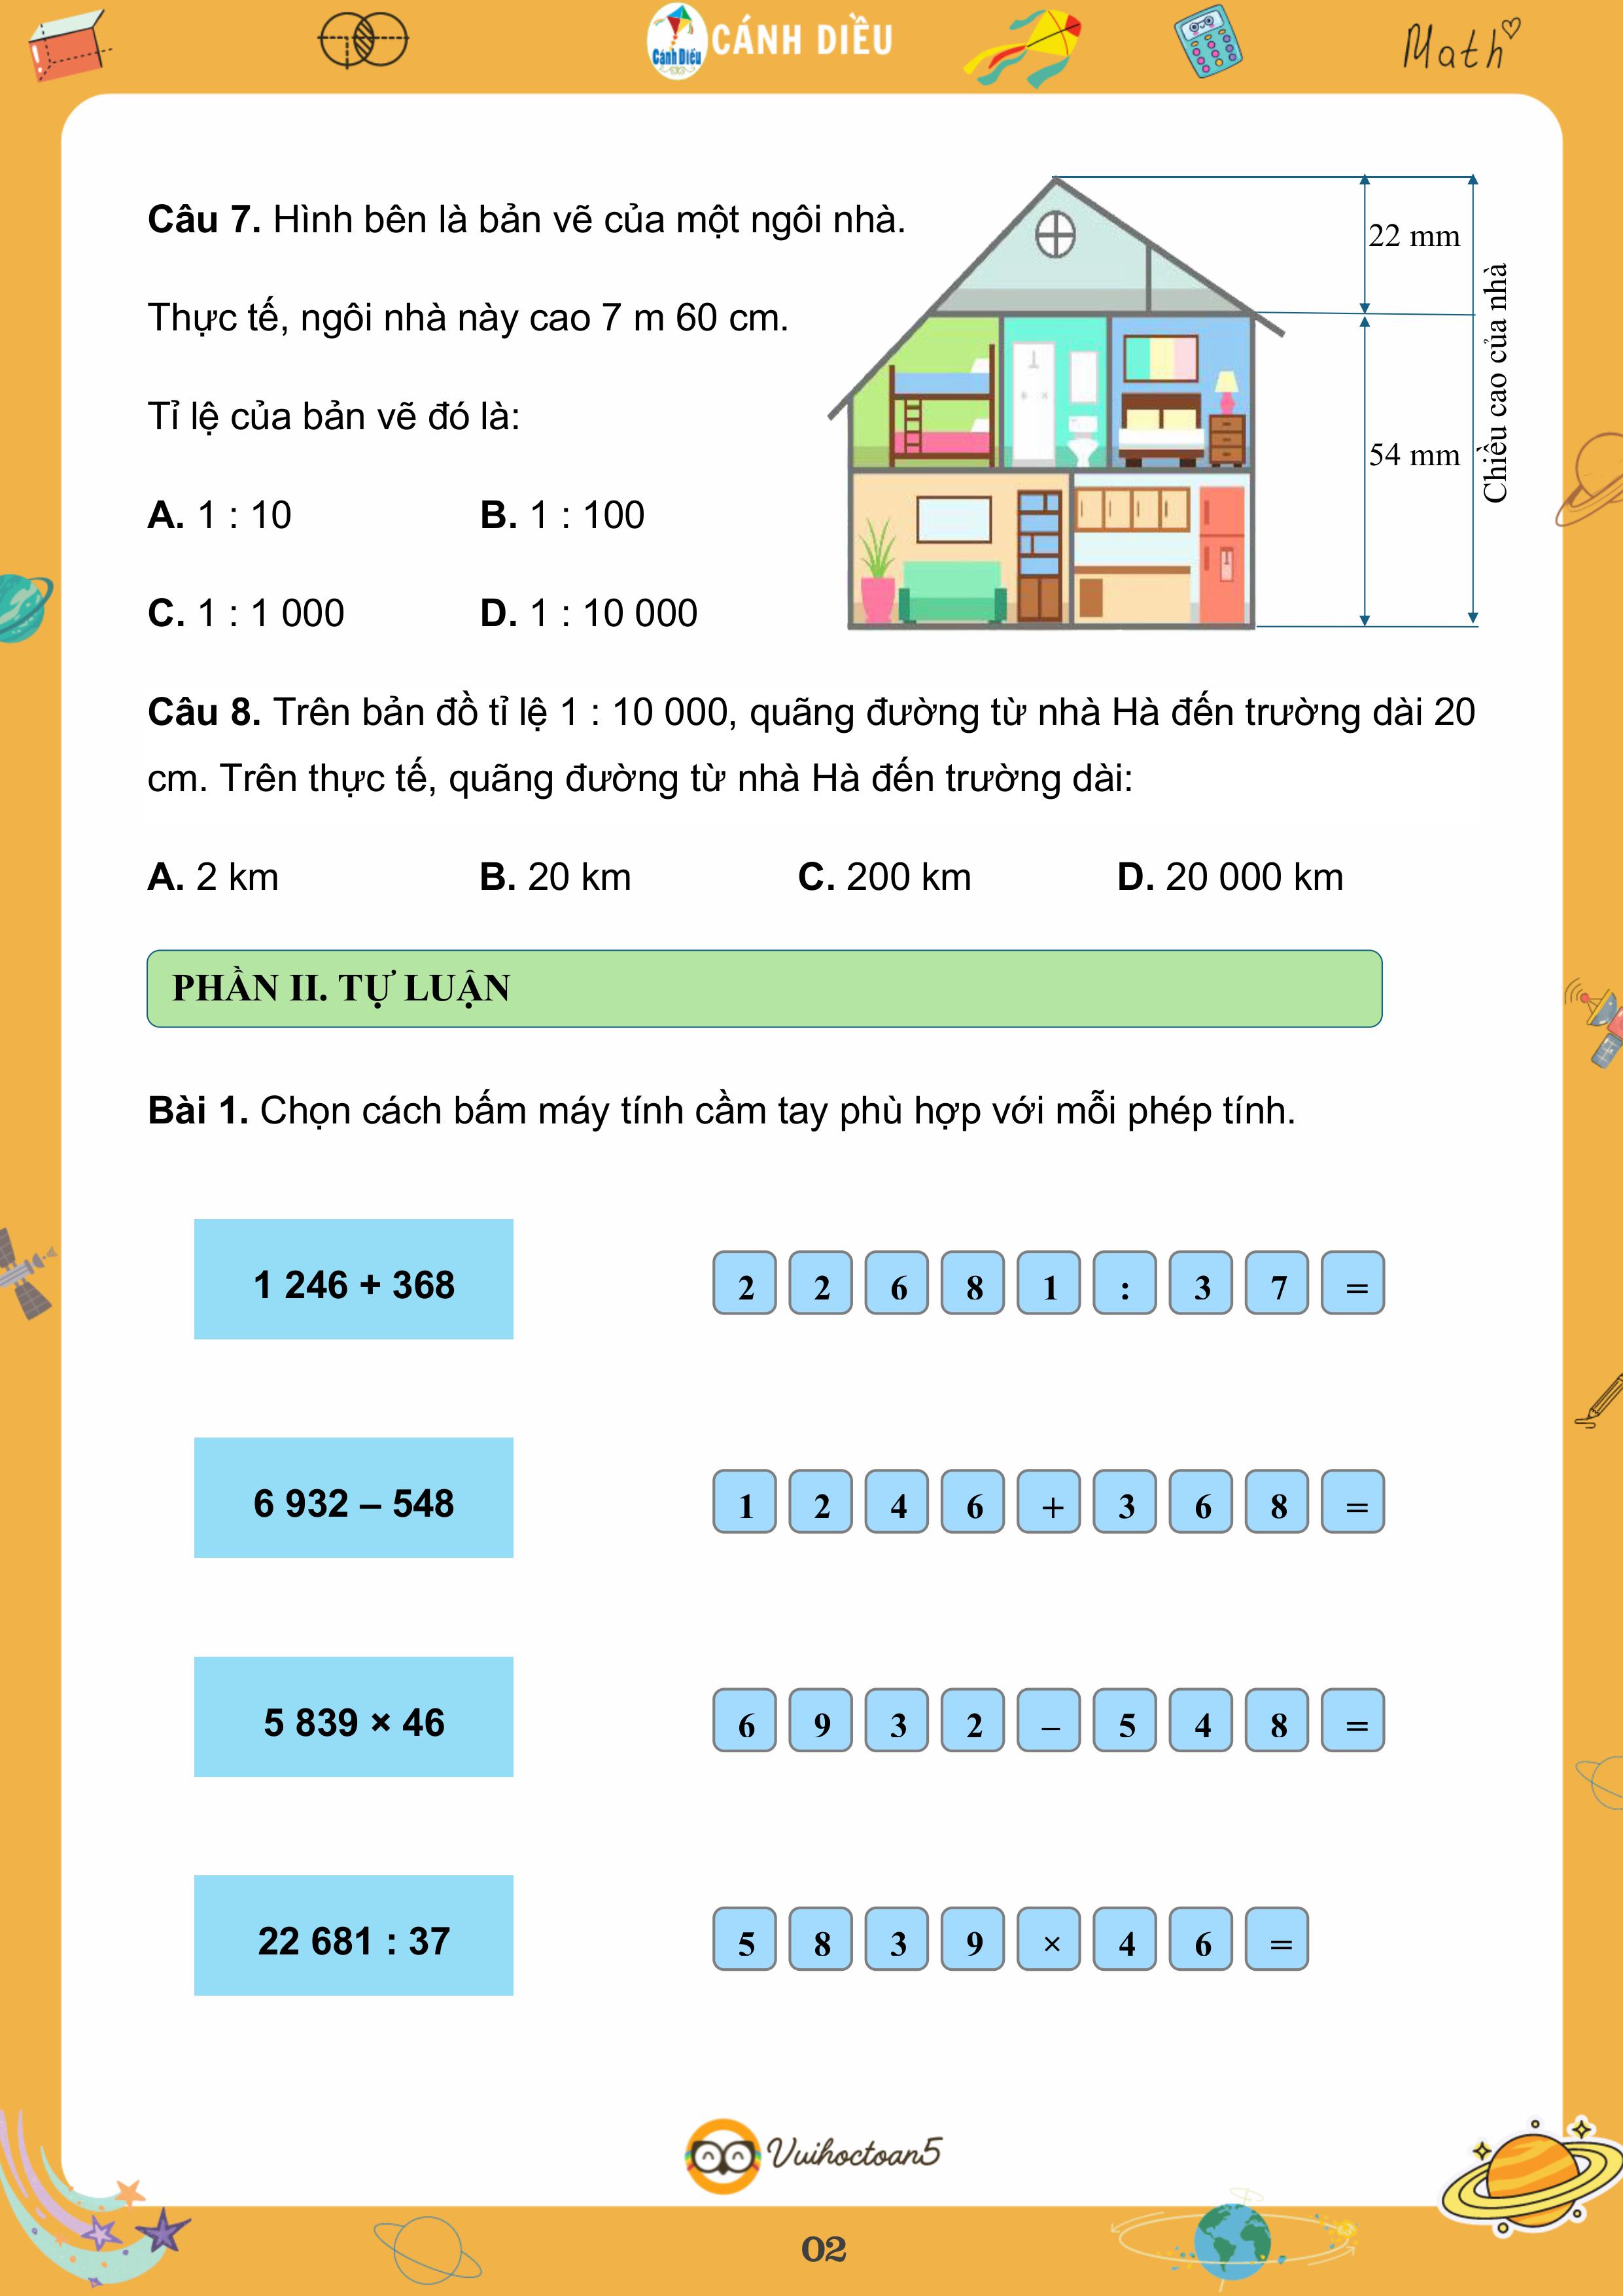 Cánh Diều CÁNH DIỀU
Math
Câu 7. Hình bên là bản vẽ của một ngôi nhà.
Thực tế, ngôi nhà này cao 7 m 60 cm.
Tỉ lệ của bản vẽ đó là:
A. 1 : 10 B. 1 : 100
C. 1 : 1 000 D. 1 : 10 000
22 mm
54 mm
Chiều cao của nhà
Câu 8. Trên bản đồ tỉ lệ 1 : 10 000, quãng đường từ nhà Hà đến trường dài 20
cm. Trên thực tế, quãng đường từ nhà Hà đến trường dài:
A. 2 km B. 20 km C. 200 km D. 20 000 km
PHẦN II. TỰ LUẬN
Bài 1. Chọn cách bấm máy tính cầm tay phù hợp với mỗi phép tính.
1 246 + 368
2 2 6 8 1 : 3 7 =
6 932 – 548
1 2 4 6 + 3 6 8 =
5 839 × 46
6 9 3 2 – 5 4 8 =
22 681 : 37
5 8 3 9 × 4 6 =
Vuihoctoan5
02